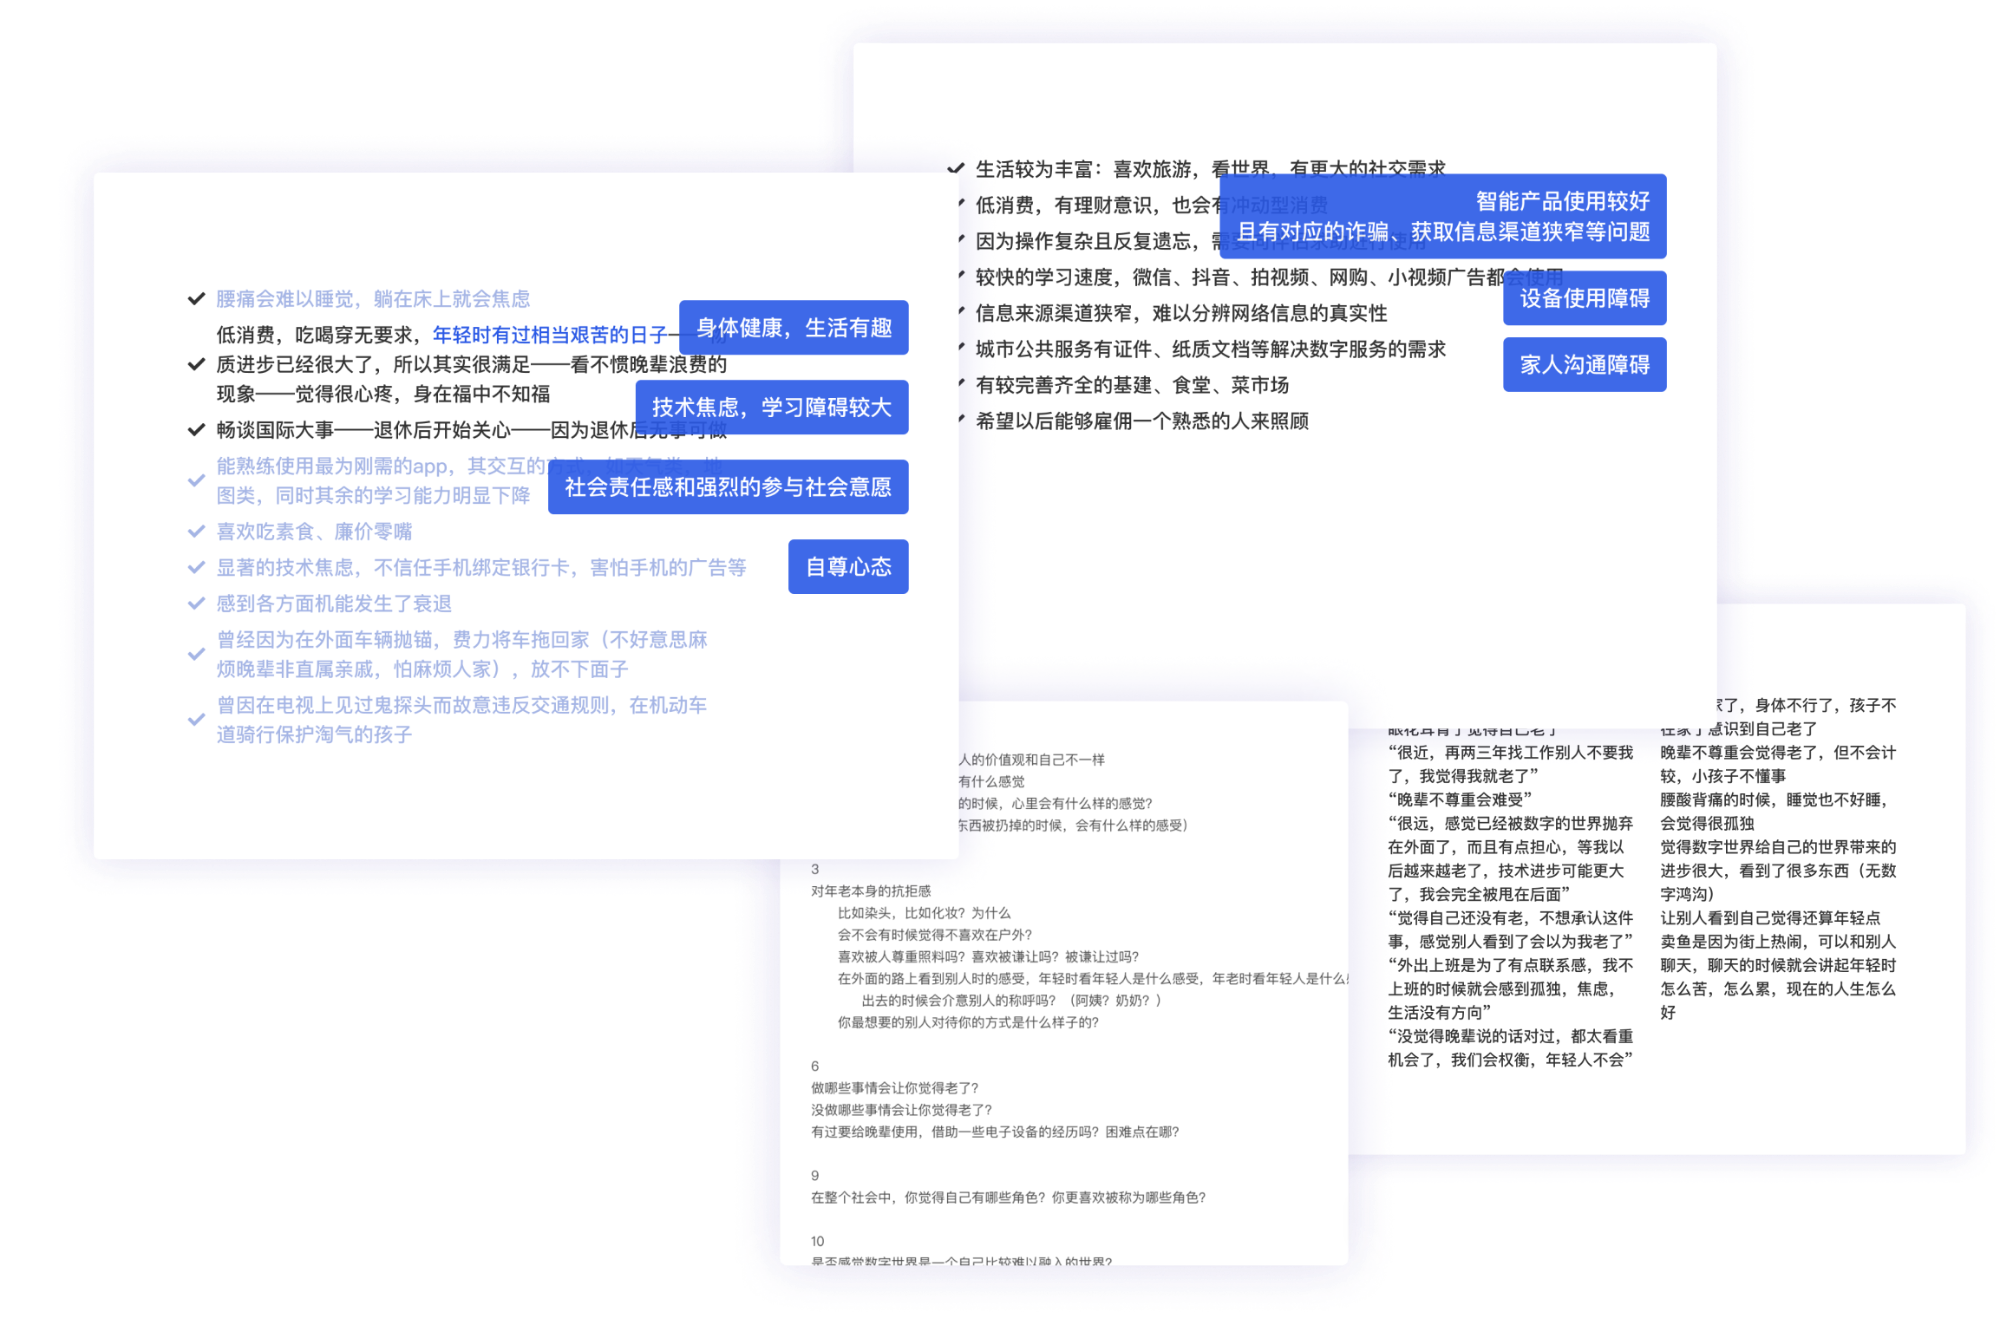 腰痛会难以睡觉，躺在床上就会焦虑
低消费，吃喝穿无要求，年轻时有过相当艰苦的日子——物
质进步已经很大了，所以其实很满足——看不惯晚辈浪费的
现象——觉得很心疼，身在福中不知福
畅谈国际大事——退休后开始关心——因为退休后无事可做
能熟练使用最为刚需的app，其交互的方式，如天气类、地
图类，同时其余的学习能力明显下降
喜欢吃素食、廉价零嘴
显著的技术焦虑，不信任手机绑定银行卡，害怕手机的广告等
感到各方面机能发生了衰退
曾经因为在外面车辆抛锚，费力将车拖回家（不好意思麻
烦晚辈非直属亲戚，怕麻烦人家），放不下面子
曾因在电视上见过鬼探头而故意违反交通规则，在机动车
道骑行保护淘气的孩子
身体健康，生活有趣
技术焦虑，学习障碍较大
社会责任感和强烈的参与社会意愿
自尊心态
生活较为丰富：喜欢旅游，看世界，有更大的社交需求
低消费，有理财意识，也会有冲动型消费
因为操作复杂且反复遗忘，需要向伴侣求助进行使用
较快的学习速度，微信、抖音、拍视频、网购、小视频广告都会使用
信息来源渠道狭窄，难以分辨网络信息的真实性
城市公共服务有证件、纸质文档等解决数字服务的需求
有较完善齐全的基建、食堂、菜市场
希望以后能够雇佣一个熟悉的人来照顾
智能产品使用较好
且有对应的诈骗、获取信息渠道狭窄等问题
设备使用障碍
家人沟通障碍
人的价值观和自己不一样
有什么感觉
的时候，心里会有什么样的感觉？
东西被扔掉的时候，会有什么样的感受）
3
对年老本身的抗拒感
比如染头，比如化妆？为什么
会不会有时候觉得不喜欢在户外？
喜欢被人尊重照料吗？喜欢被谦让吗？被谦让过吗？
在外面的路上看到别人时的感受，年轻时看年轻人是什么感受，年老时看年轻人是什么
出去的时候会介意别人的称呼吗？（阿姨？奶奶？）
你最想要的别人对待你的方式是什么样子的？
6
做哪些事情会让你觉得老了？
没做哪些事情会让你觉得老了？
有过要给晚辈使用，借助一些电子设备的经历吗？困难点在哪？
9
在整个社会中，你觉得自己有哪些角色？你更喜欢被称为哪些角色？
10
是否感觉数字世界是一个自己比较难以融入的世界？
眼花耳背了觉得自己老了
“很近，再两三年找工作别人不要我
了，我觉得我就老了”
“晚辈不尊重会难受”
“很远，感觉已经被数字的世界抛弃
在外面了，而且有点担心，等我以
后越来越老了，技术进步可能更大
了，我会完全被甩在后面”
“觉得自己还没有老，不想承认这件
事，感觉别人看到了会以为我老了”
“外出上班是为了有点联系感，我不
上班的时候就会感到孤独，焦虑，
生活没有方向”
“没觉得晚辈说的话对过，都太看重
机会了，我们会权衡，年轻人不会”
家了，身体不行了，孩子不
在家了意识到自己老了
晚辈不尊重会觉得老了，但不会计
较，小孩子不懂事
腰酸背痛的时候，睡觉也不好睡，
会觉得很孤独
觉得数字世界给自己的世界带来的
进步很大，看到了很多东西（无数
字鸿沟）
让别人看到自己觉得还算年轻点
卖鱼是因为街上热闹，可以和别人
聊天，聊天的时候就会讲起年轻时
怎么苦，怎么累，现在的人生怎么
好